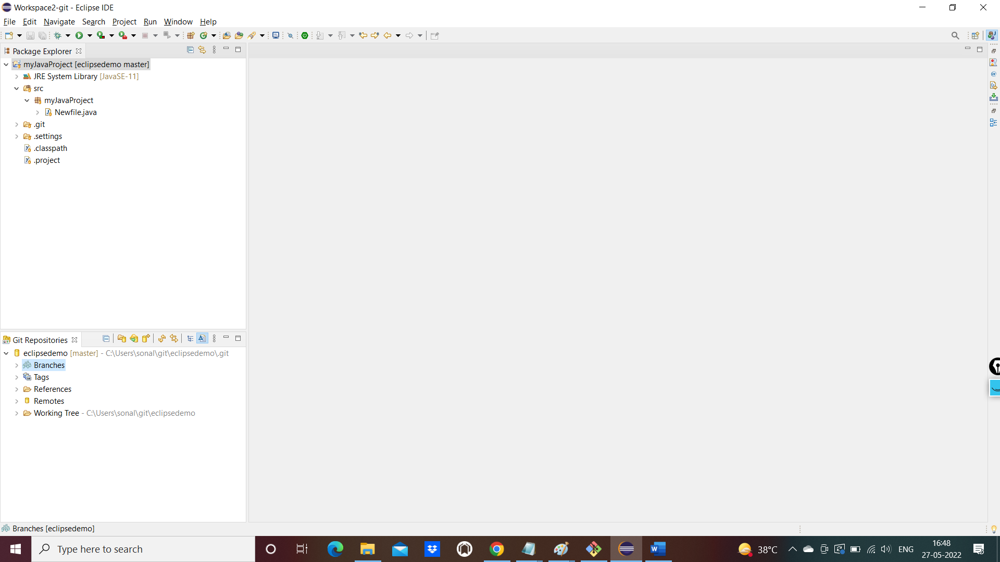 Workspace2-git - Eclipse IDE
File Edit Navigate Search Project Run Window Help
Package Explorer
myJavaProject [eclipsedemo master]
JRE System Library [JavaSE-11]
src
myJavaProject
Newfile.java
.git
.settings
.classpath
.project
Git Repositories
eclipsedemo [master] - C:\Users\sonal\git\eclipsedemo\.git
Branches
Tags
References
Remotes
Working Tree - C:\Users\sonal\git\eclipsedemo
Branches [eclipsedemo]
Type here to search
38°C
ENG
16:48
27-05-2022